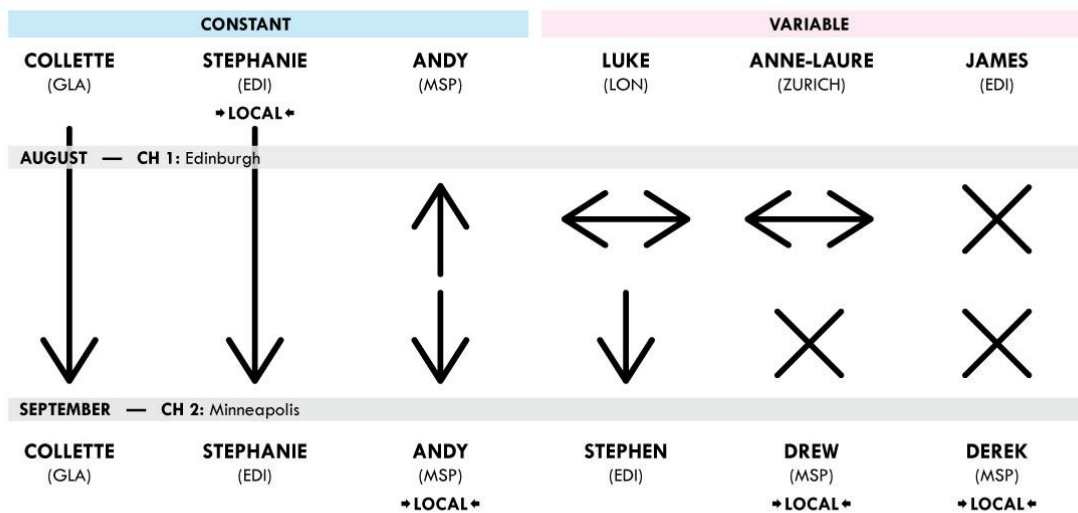 CONSTANT VARIABLE
COLLETTE STEPHANIE ANDY LUKE ANNE-LAURE JAMES
(GLA) (EDI) (MSP) (LON) (ZURICH) (EDI)
LOCAL
AUGUST — CH 1: Edinburgh
SEPTEMBER — CH 2: Minneapolis
COLLETTE STEPHANIE ANDY STEPHEN DREW DEREK
(GLA) (EDI) (MSP) (EDI) (MSP) (MSP)
LOCAL LOCAL LOCAL